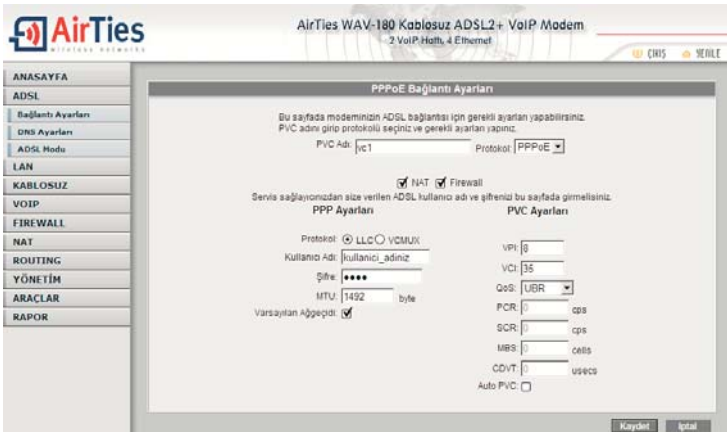 AirTies
wireless networks
AirTies WAV-180 Kablosuz ADSL2+ VoIP Modem
2 VoIP Hattı, 4 Ethernet
ÇIKIŞ
YENİLE
ANASAYFA
ADSL
Bağlantı Ayarları
DNS Ayarları
ADSL Modu
LAN
KABLOSUZ
VOIP
FIREWALL
NAT
ROUTING
YÖNETİM
ARAÇLAR
RAPOR
PPPoE Bağlantı Ayarları
Bu sayfada modeminizin ADSL bağlantısı için gerekli ayarları yapabilirsiniz.
PVC adını girip protokolü seçiniz ve gerekli ayarları yapınız.
PVC Adı: vc1 Protokol: PPPoE
NAT Firewall
Servis sağlayıcınızdan size verilen ADSL kullanıcı adı ve şifrenizi bu sayfada girmelisiniz.
PPP Ayarları
Protokol: LLC VCMUX
Kullanıcı Adı: kullanici_adiniz
Şifre: ●●●●
MTU: 1492 byte
Varsayılan Ağgeçidi:
PVC Ayarları
VPI: 8
VCI: 35
QoS: UBR
PCR: 0 cps
SCR: 0 cps
MBS: 0 cells
CDVT: 0 usecs
Auto PVC:
Kaydet İptal